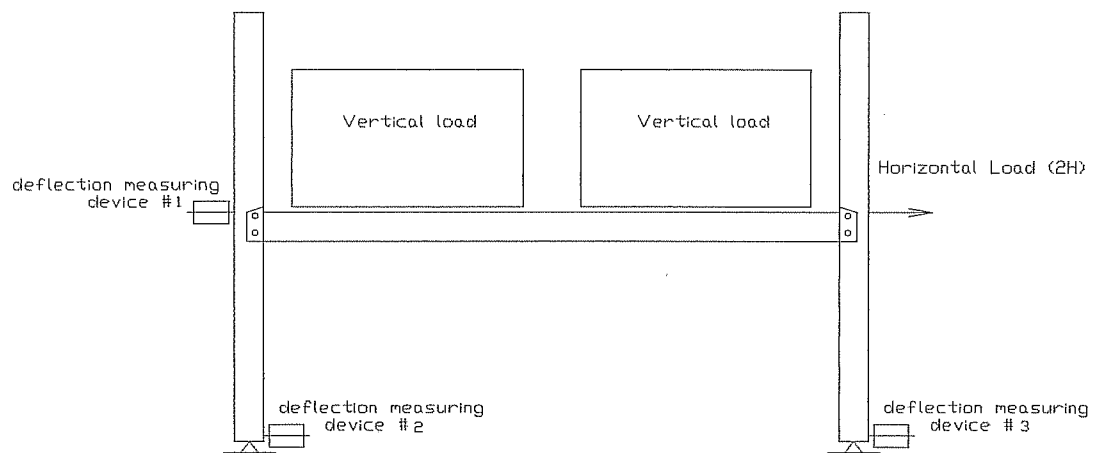 Vertical load
Vertical load
Horizontal Load (2H)
deflection measuring
device #1
deflection measuring
device #2
deflection measuring
device #3